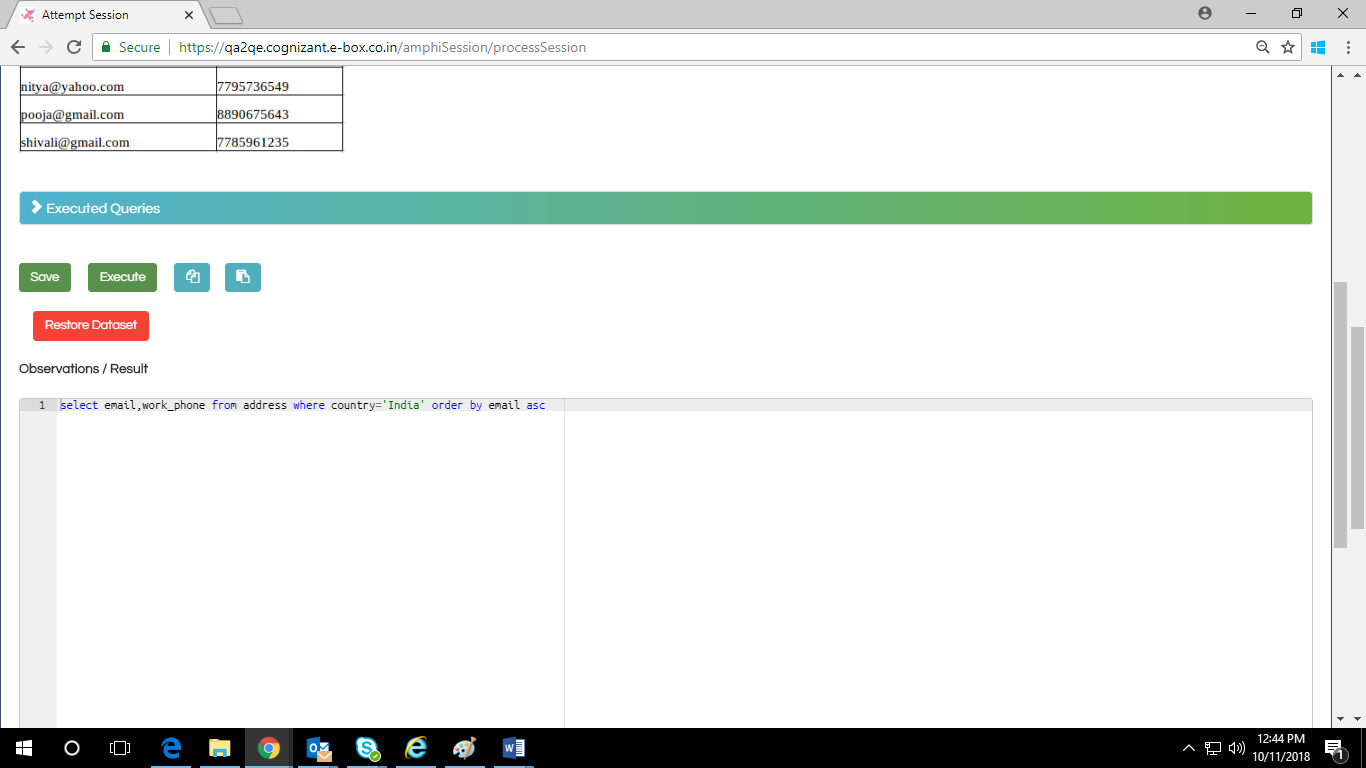 Attempt Session
Secure https://qa2qe.cognizant.e-box.co.in/amphiSession/processSession
nitya@yahoo.com 7795736549
pooja@gmail.com 8890675643
shivali@gmail.com 7785961235
Executed Queries
Save Execute
Restore Dataset
Observations / Result
1 select email,work_phone from address where country='India' order by email asc
12:44 PM
10/11/2018
1